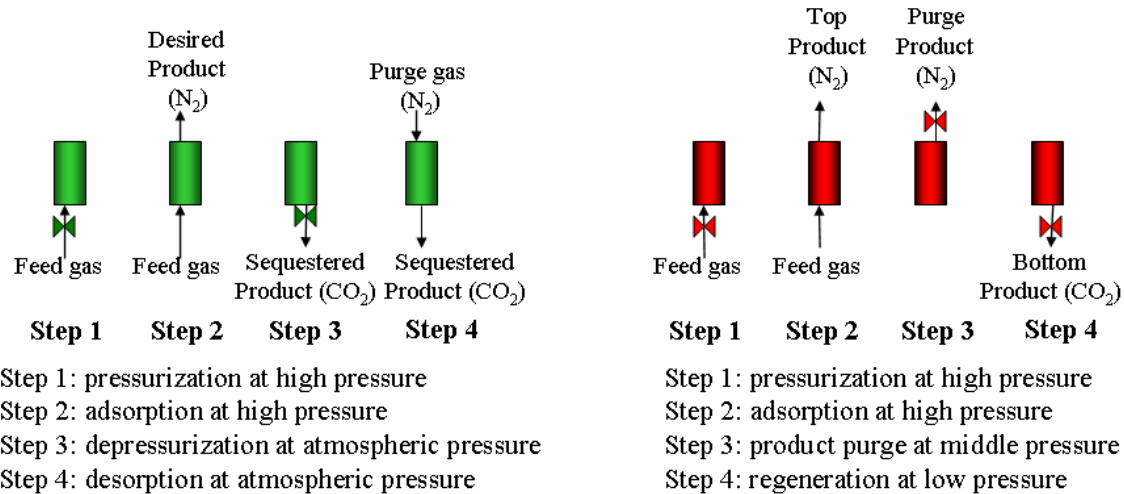 Desired
Product
(N₂)
Purge gas
(N₂)
Feed gas
Feed gas
Sequestered
Product (CO₂)
Sequestered
Product (CO₂)
Step 1
Step 2
Step 3
Step 4
Step 1: pressurization at high pressure
Step 2: adsorption at high pressure
Step 3: depressurization at atmospheric pressure
Step 4: desorption at atmospheric pressure
Top
Product
(N₂)
Purge
Product
(N₂)
Feed gas
Feed gas
Bottom
Product (CO₂)
Step 1
Step 2
Step 3
Step 4
Step 1: pressurization at high pressure
Step 2: adsorption at high pressure
Step 3: product purge at middle pressure
Step 4: regeneration at low pressure